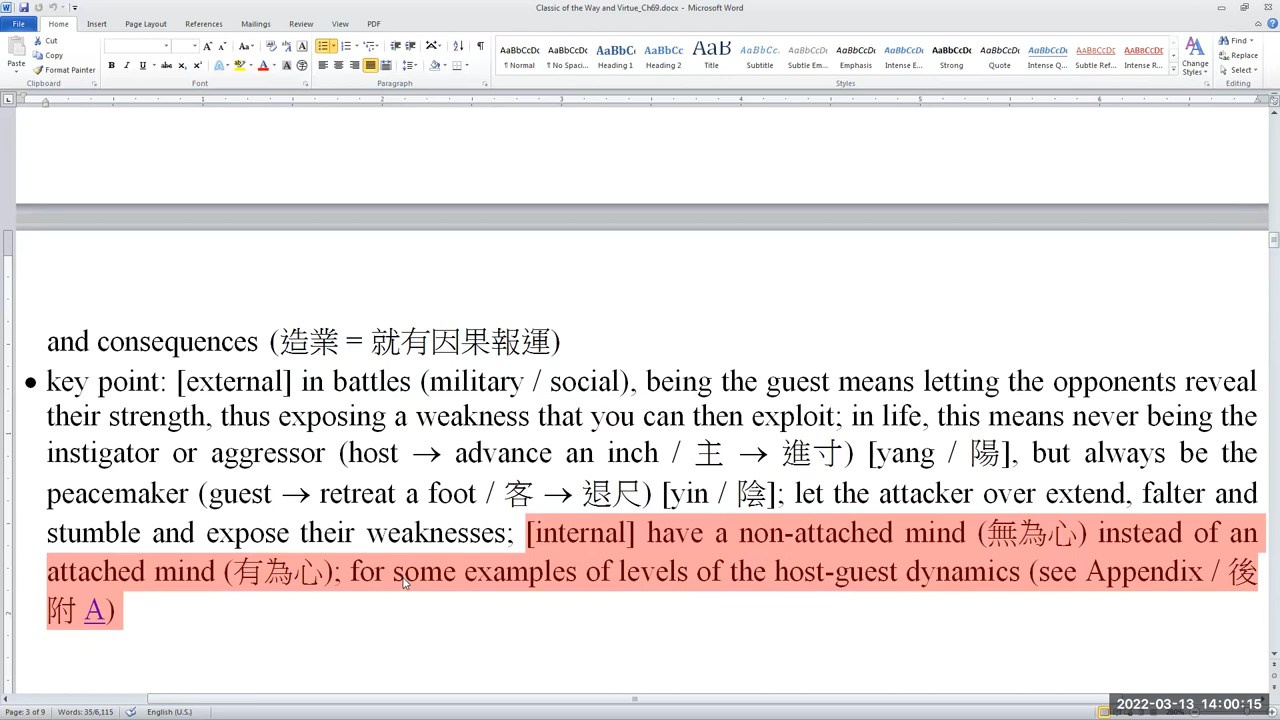 Classic of the Way and Virtue_Ch69.docx - Microsoft Word
File Home Insert Page Layout References Mailings Review View PDF
Paste Cut Copy Format Painter
Clipboard Font Paragraph Styles Editing
AaBbCcDc ¶ Normal
AaBbCcDc ¶ No Spaci...
AaBbC Heading 1
AaBbCc Heading 2
AaB Title
AaBbCc. Subtitle
AaBbCcDc Subtle Em...
AaBbCcDc Emphasis
AaBbCcDc Intense E...
AaBbCcDc Strong
AaBbCcDc Quote
AaBbCcDc Intense Q...
AaBbCcDc Subtle Ref...
AaBbCcDc Intense R...
Change Styles
Find
Replace
Select
1 2 3 4 5 6 7
and consequences (造業 = 就有因果報運)
● key point: [external] in battles (military / social), being the guest means letting the opponents reveal
their strength, thus exposing a weakness that you can then exploit; in life, this means never being the
instigator or aggressor (host → advance an inch / 主 → 進寸) [yang / 陽], but always be the
peacemaker (guest → retreat a foot / 客 → 退尺) [yin / 陰]; let the attacker over extend, falter and
stumble and expose their weaknesses; [internal] have a non-attached mind (無為心) instead of an
attached mind (有為心); for some examples of levels of the host-guest dynamics (see Appendix / 後
附 A)
Page: 3 of 9 Words: 35/6,115 English (U.S.)
2022-03-13 14:00:15